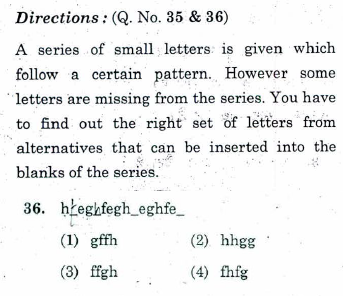 Directions : (Q. No. 35 & 36)
A series of small letters is given which
follow a certain pattern. However some
letters are missing from the series. You have
to find out the right set of letters from
alternatives that can be inserted into the
blanks of the series.
36. hfeghfegh_eghfe_
(1) gffh (2) hhgg
(3) ffgh (4) fhfg